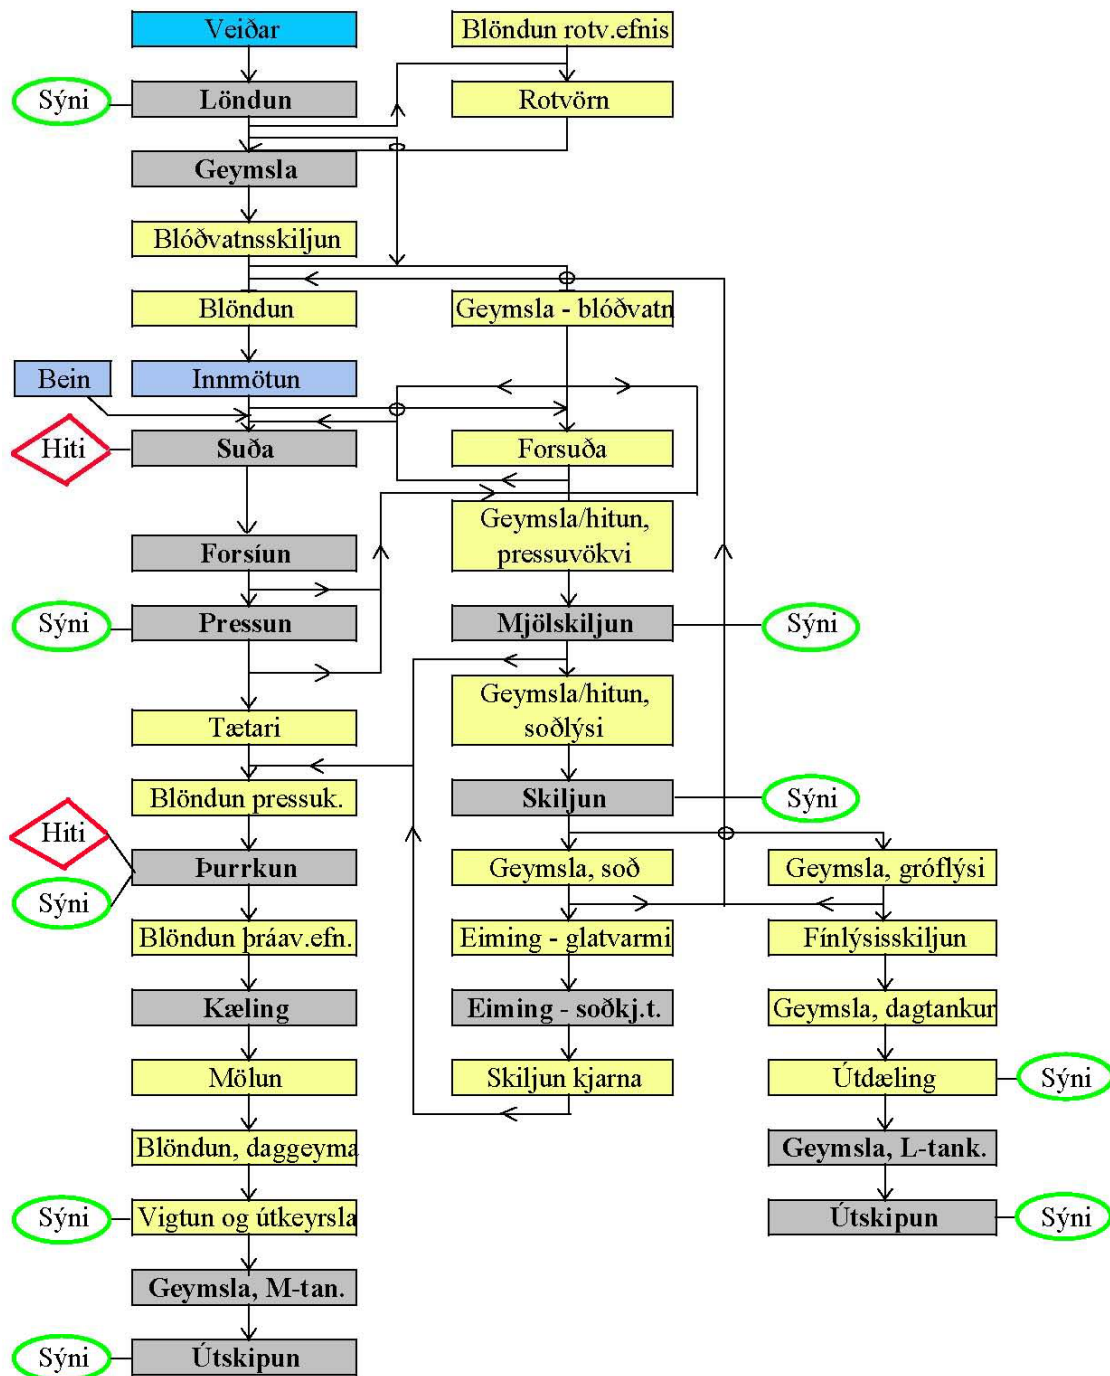 Veiðar
Blöndun rotv.efnis
Sýni
Löndun
Rotvörn
Geymsla
Blóðvatnsskiljun
Blöndun
Geymsla - blóðvatn
Bein
Innmötun
Hiti
Suða
Forsuða
Geymsla/hitun,
pressuvökvi
Forsíun
Sýni
Pressun
Mjölskiljun
Sýni
Geymsla/hitun,
soðlýsi
Tætari
Blöndun pressuk.
Skiljun
Sýni
Hiti
Þurrkun
Geymsla, soð
Geymsla, gróflýsi
Sýni
Blöndun þráav.efn.
Eiming - glatvarmi
Fínlýsisskiljun
Kæling
Eiming - soðkj.t.
Geymsla, dagtankur
Mölun
Skiljun kjarna
Útdæling
Sýni
Blöndun, daggeyma
Geymsla, L-tank.
Sýni
Vigtun og útkeyrsla
Útskipun
Sýni
Geymsla, M-tan.
Sýni
Útskipun